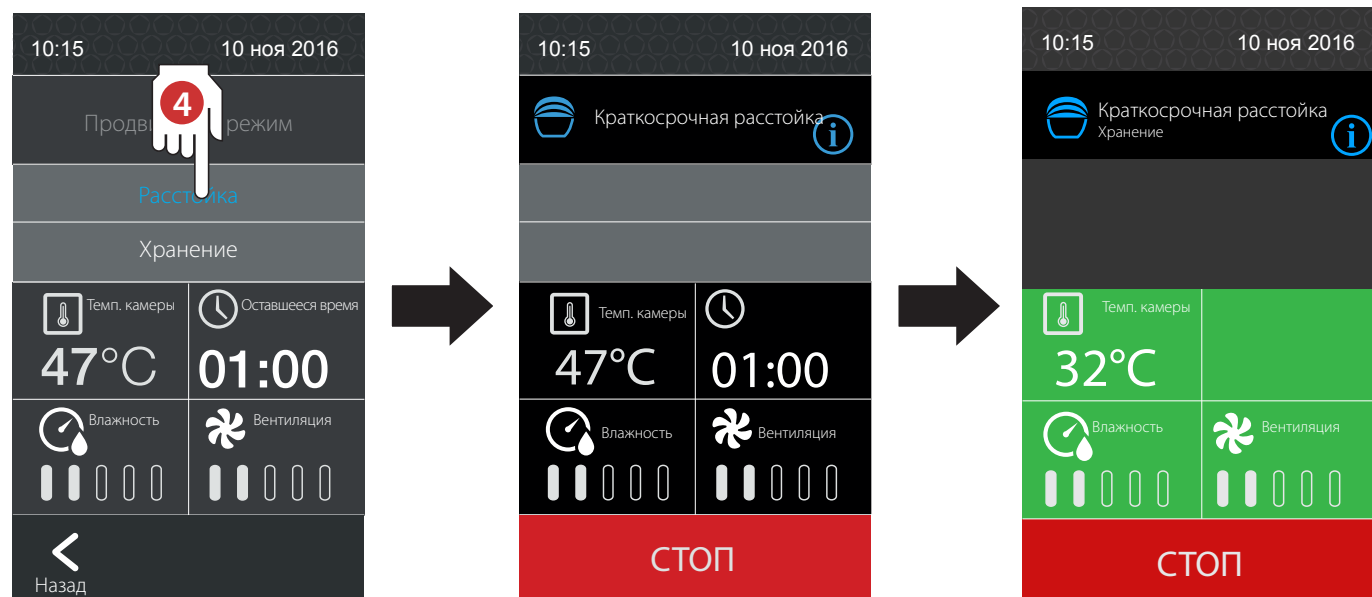 10:15 10 ноя 2016
4
режим
Расстойка
Хранение
Темп. камеры Оставшееся время
47°C 01:00
Влажность Вентиляция
Назад
10:15 10 ноя 2016
Краткосрочная расстойка i
Темп. камеры
47°C 01:00
Влажность Вентиляция
СТОП
10:15 10 ноя 2016
Краткосрочная расстойка i
Хранение
Темп. камеры
32°C
Влажность Вентиляция
СТОП